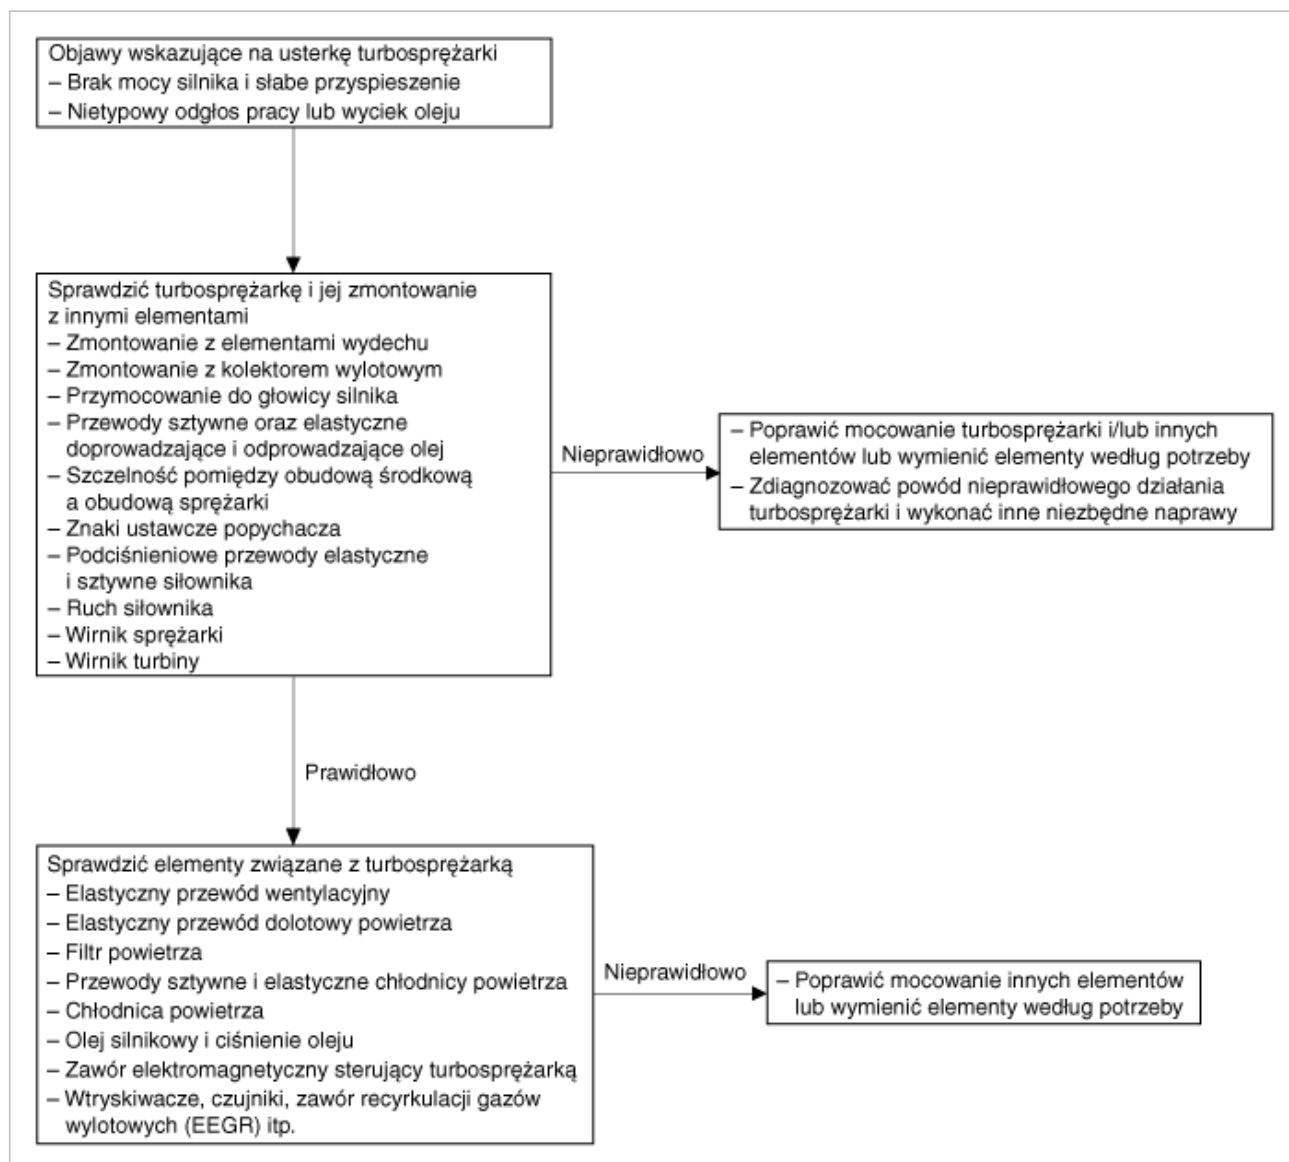 Objawy wskazujące na usterkę turbosprężarki
– Brak mocy silnika i słabe przyspieszenie
– Nietypowy odgłos pracy lub wyciek oleju
Sprawdzić turbosprężarkę i jej zmontowanie
z innymi elementami
– Zmontowanie z elementami wydechu
– Zmontowanie z kolektorem wylotowym
– Przymocowanie do głowicy silnika
– Przewody sztywne oraz elastyczne
doprowadzające i odprowadzające olej
– Szczelność pomiędzy obudową środkową
a obudową sprężarki
– Znaki ustawcze popychacza
– Podciśnieniowe przewody elastyczne
i sztywne siłownika
– Ruch siłownika
– Wirnik sprężarki
– Wirnik turbiny
Nieprawidłowo
– Poprawić mocowanie turbosprężarki i/lub innych
elementów lub wymienić elementy według potrzeby
– Zdiagnozować powód nieprawidłowego działania
turbosprężarki i wykonać inne niezbędne naprawy
Prawidłowo
Sprawdzić elementy związane z turbosprężarką
– Elastyczny przewód wentylacyjny
– Elastyczny przewód dolotowy powietrza
– Filtr powietrza
– Przewody sztywne i elastyczne chłodnicy powietrza
– Chłodnica powietrza
– Olej silnikowy i ciśnienie oleju
– Zawór elektromagnetyczny sterujący turbosprężarką
– Wtryskiwacze, czujniki, zawór recyrkulacji gazów
wylotowych (EEGR) itp.
Nieprawidłowo
– Poprawić mocowanie innych elementów
lub wymienić elementy według potrzeby